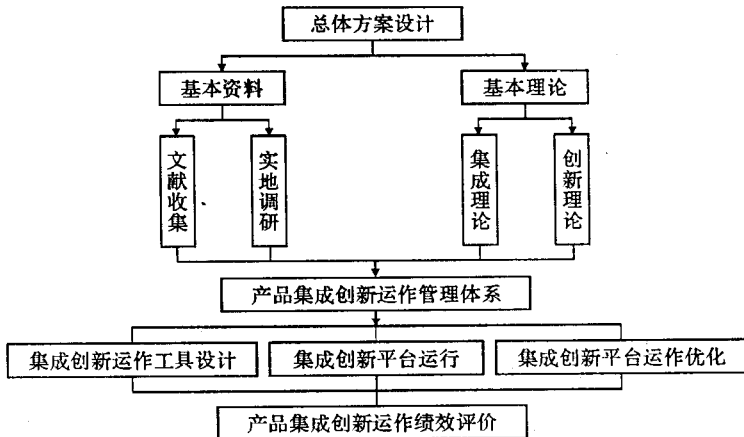 总体方案设计
基本资料
基本理论
文献收集
实地调研
集成理论
创新理论
产品集成创新运作管理体系
集成创新运作工具设计
集成创新平台运行
集成创新平台运作优化
产品集成创新运作绩效评价